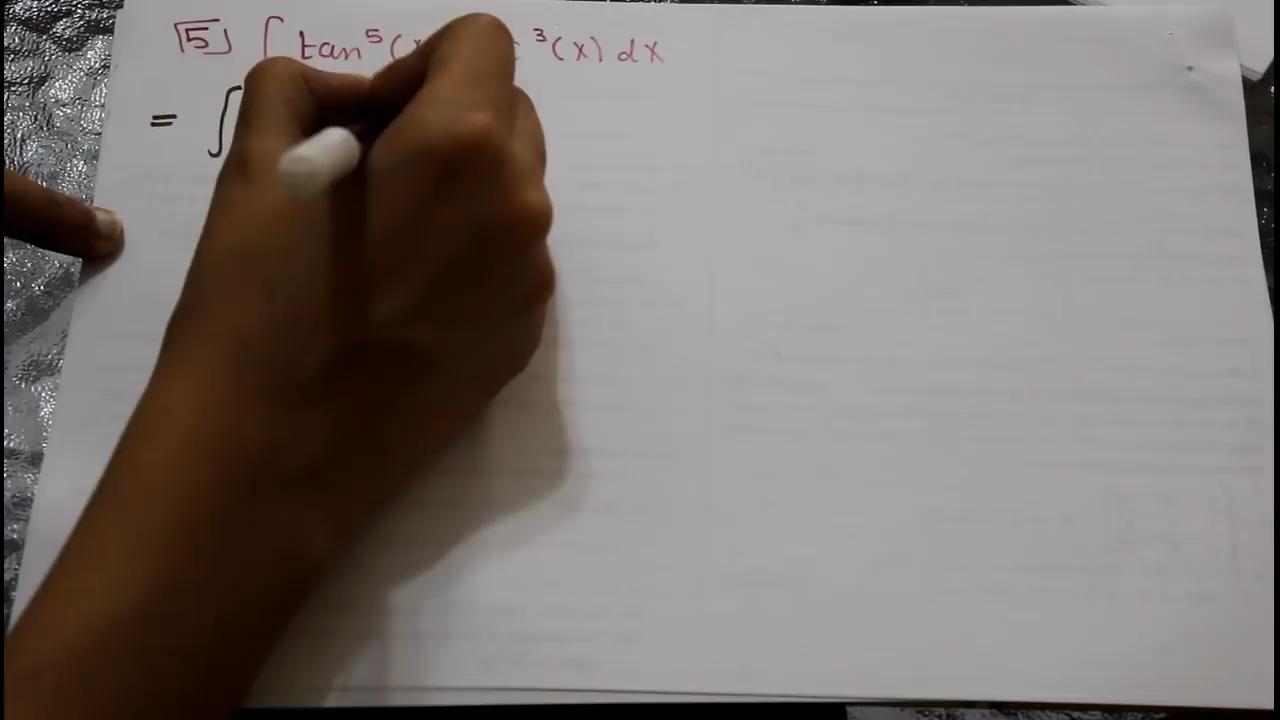 5 ∫ tan⁵(x ³(x) dx
= ∫